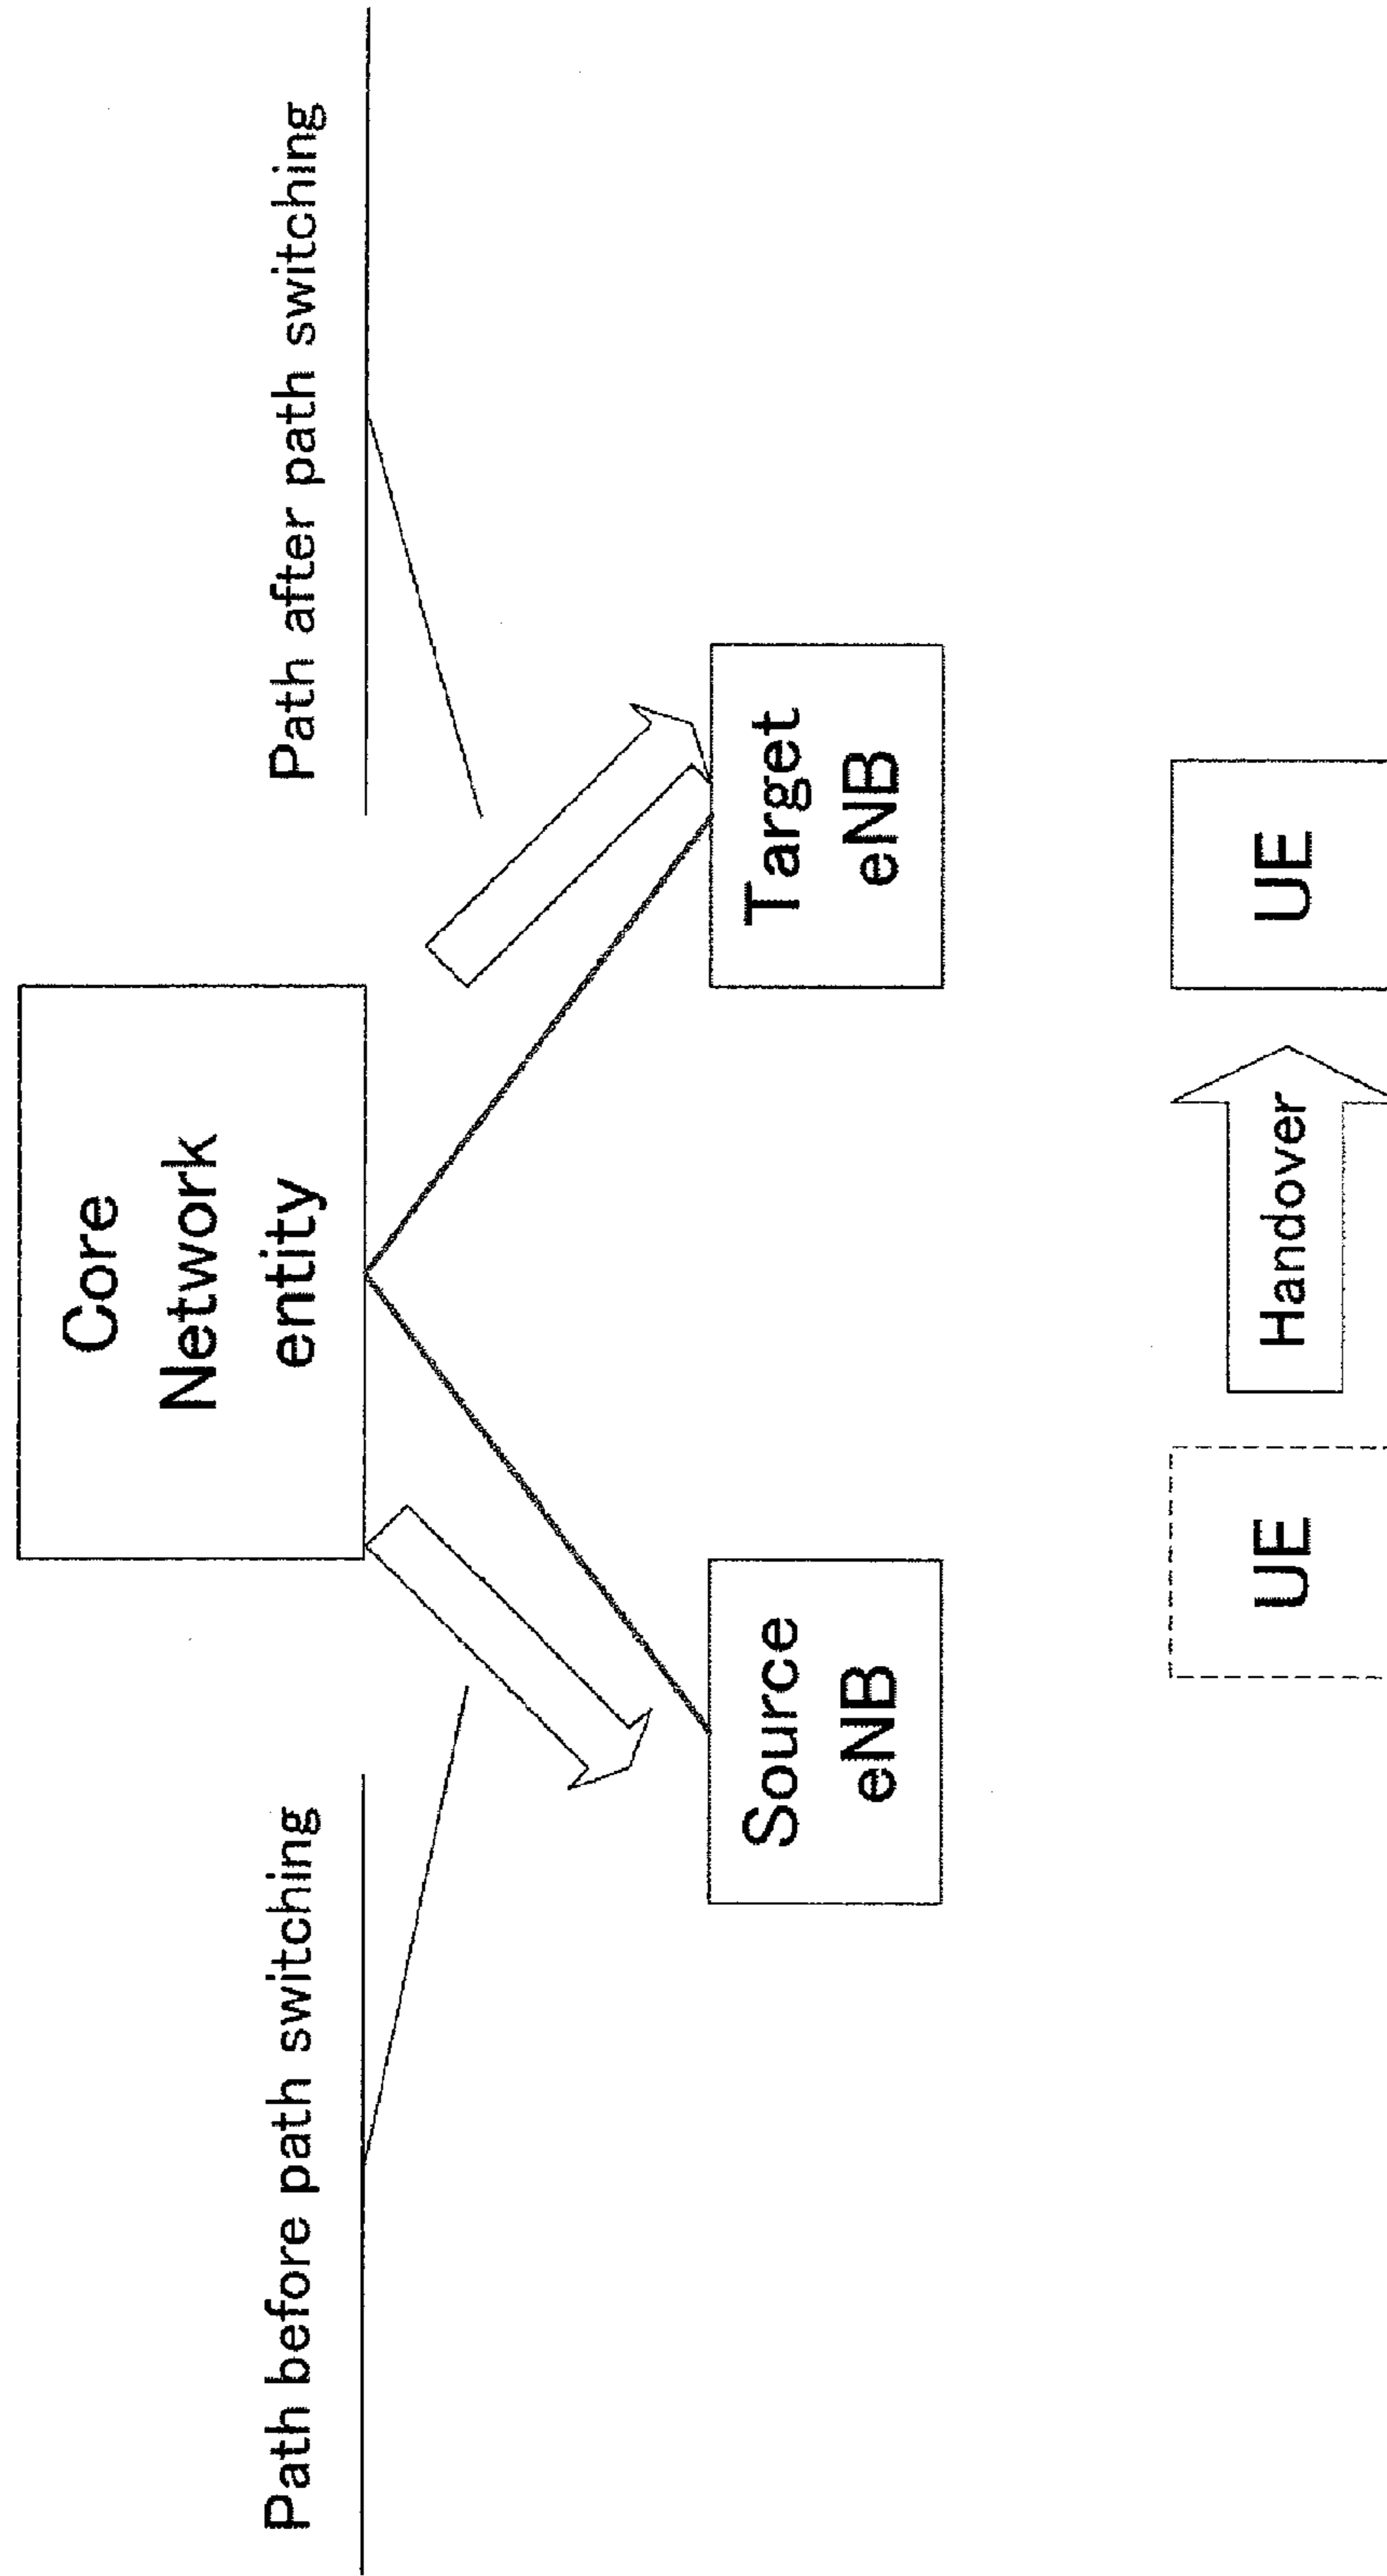 Path before path switching
Path after path switching
Core
Network
entity
Source
eNB
Target
eNB
UE
Handover
UE